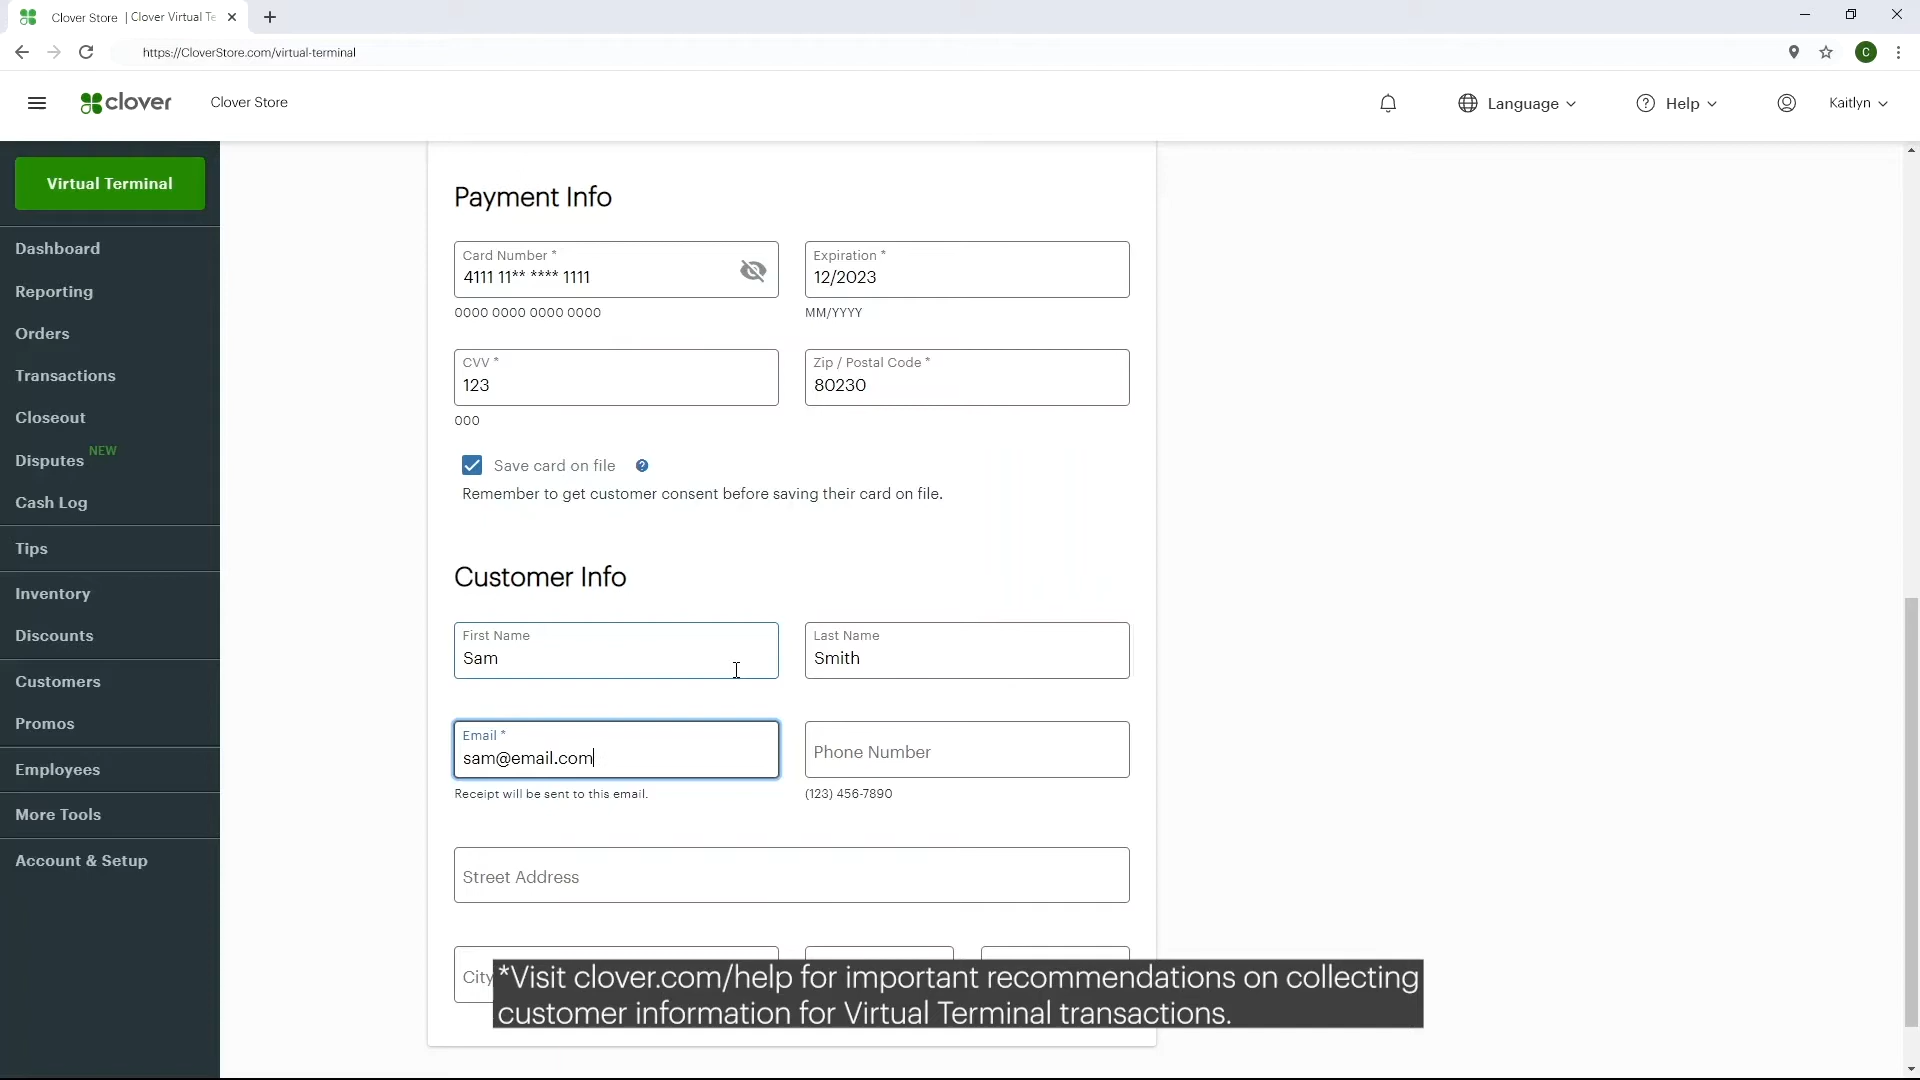 Clover Store | Clover Virtual Te
https://CloverStore.com/virtual-terminal
C
clover
Clover Store
Language
Help
Kaitlyn
Virtual Terminal
Dashboard
Reporting
Orders
Transactions
Closeout
Disputes NEW
Cash Log
Tips
Inventory
Discounts
Customers
Promos
Employees
More Tools
Account & Setup
Payment Info
Card Number *
4111 11** **** 1111
0000 0000 0000 0000
Expiration *
12/2023
MM/YYYY
CVV *
123
000
Zip / Postal Code *
80230
Save card on file
Remember to get customer consent before saving their card on file.
Customer Info
First Name
Sam
Last Name
Smith
Email *
sam@email.com
Receipt will be sent to this email.
Phone Number
(123) 456-7890
Street Address
City
*Visit clover.com/help for important recommendations on collecting
customer information for Virtual Terminal transactions.